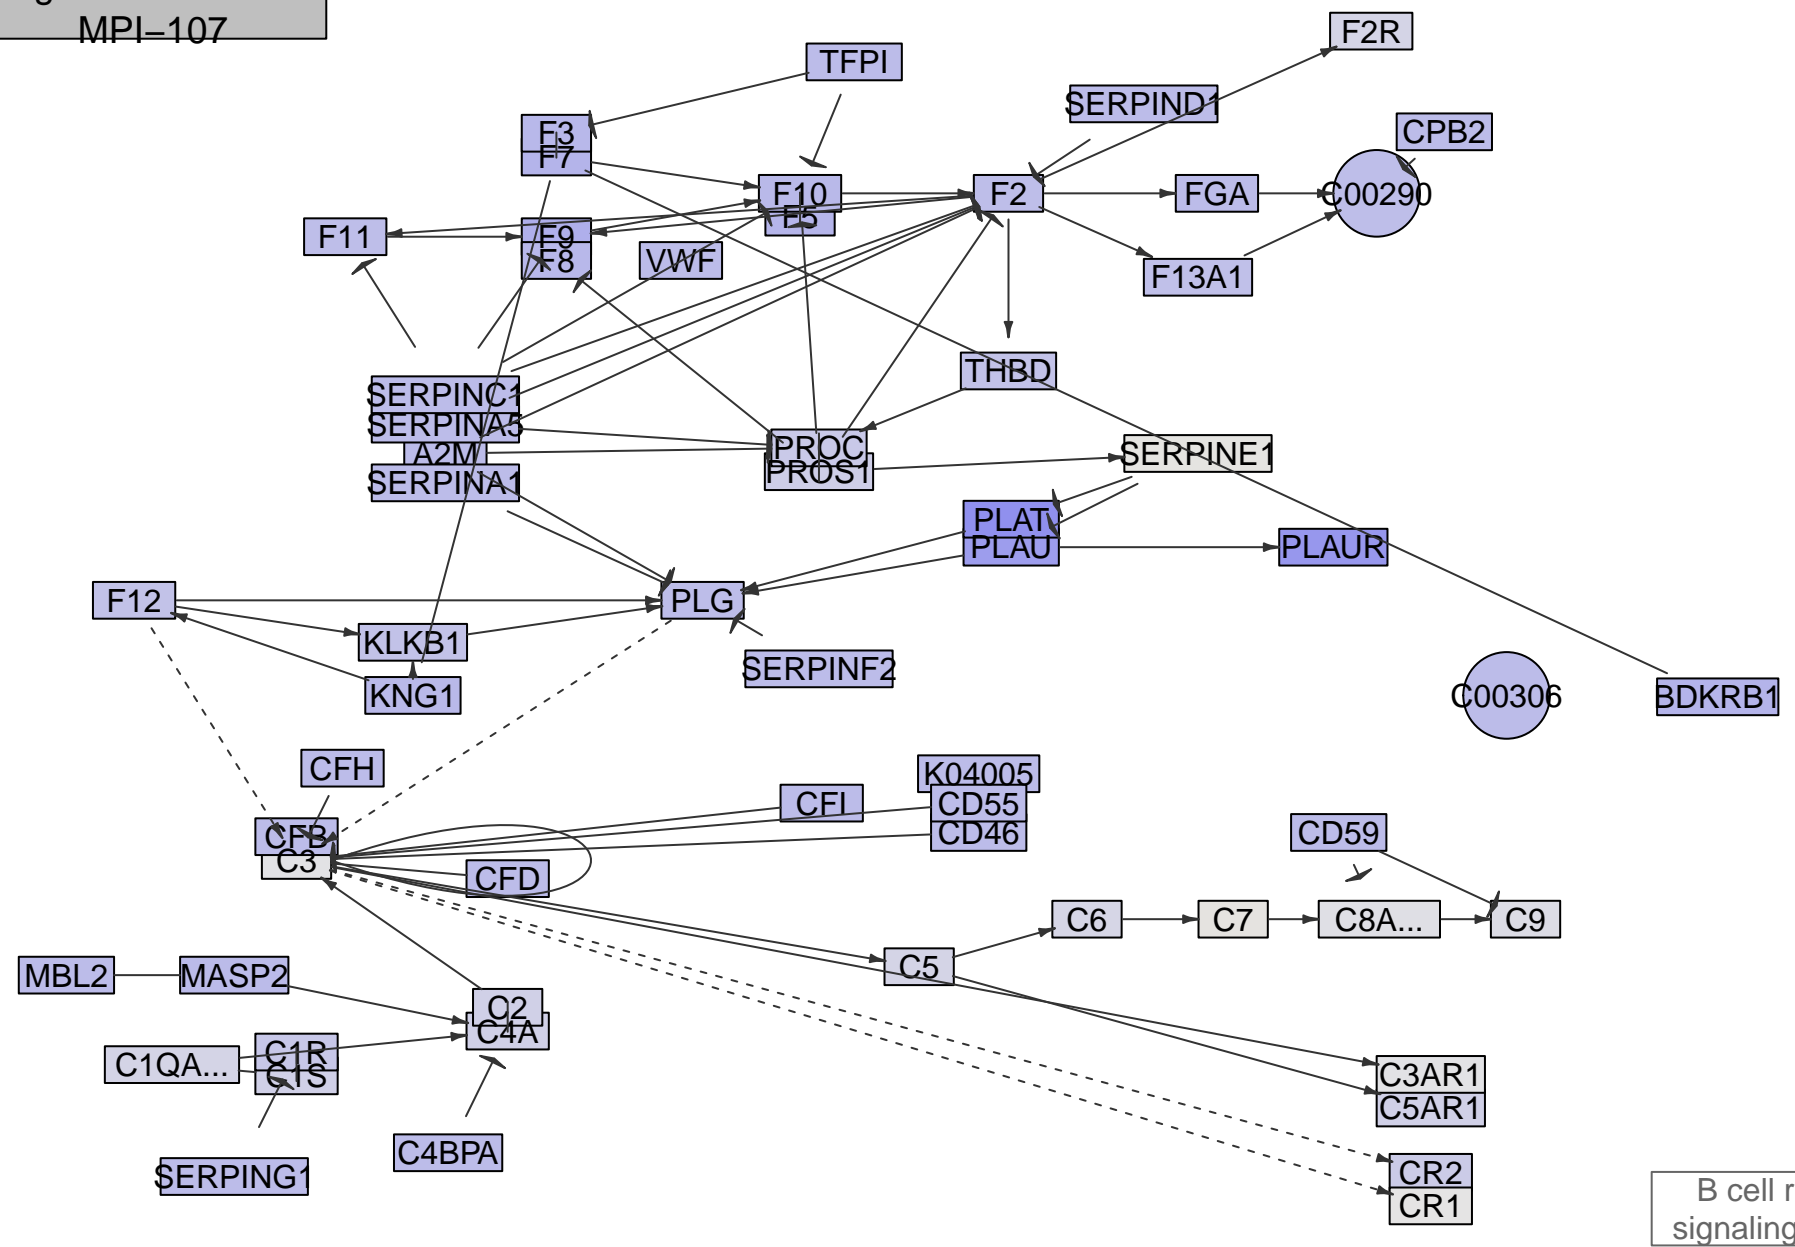 MPI–107
F2R
TFPI
SERPIND1
CPB2
F3
F7
F10
F5
F2
FGA
C00290
F11
F9
F8
VWF
F13A1
THBD
SERPINC1
SERPINA5
A2M
SERPINA1
PROC
PROS1
SERPINE1
PLAT
PLAU
PLAUR
F12
PLG
KLKB1
SERPINF2
KNG1
C00306
BDKRB1
CFH
K04005
CFI
CD55
CD46
CFB
C3
CD59
CFD
C6
C7
C8A...
C9
C5
MBL2
MASP2
C2
C4A
C1QA...
C1R
C1S
C3AR1
C5AR1
C4BPA
SERPING1
CR2
CR1
B cell r
signaling